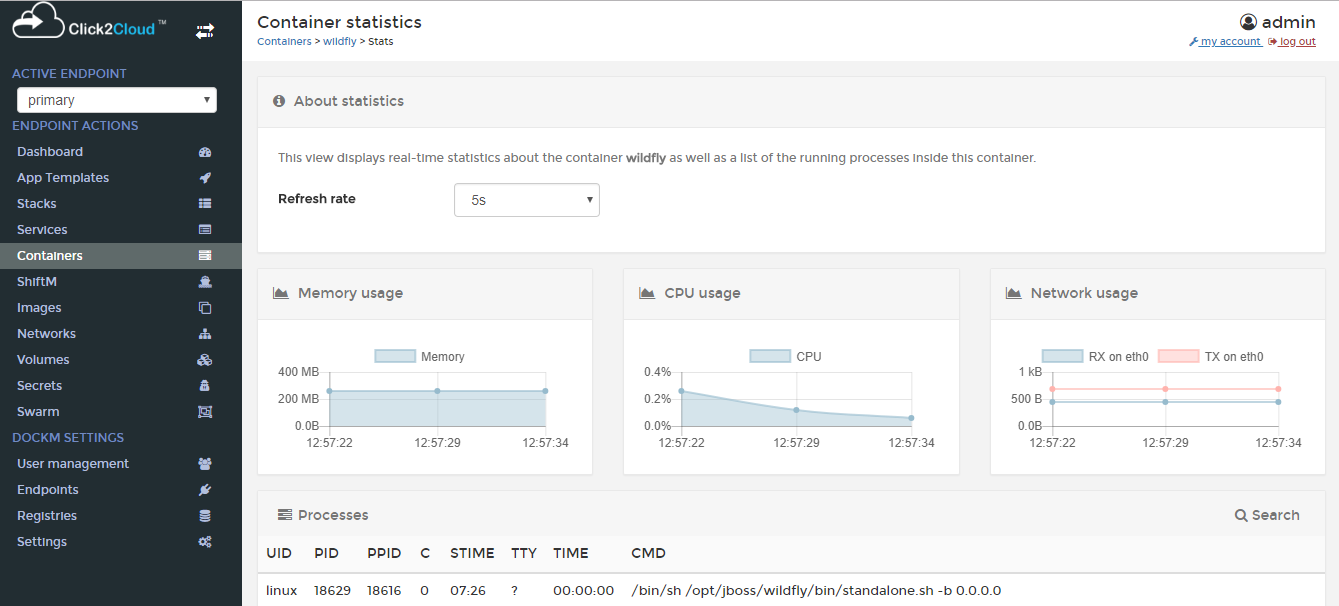 Click2Cloud™
ACTIVE ENDPOINT
primary
ENDPOINT ACTIONS
Dashboard
App Templates
Stacks
Services
Containers
ShiftM
Images
Networks
Volumes
Secrets
Swarm
DOCKM SETTINGS
User management
Endpoints
Registries
Settings
Container statistics
Containers > wildfly > Stats
admin
my account log out
About statistics
This view displays real-time statistics about the container wildfly as well as a list of the running processes inside this container.
Refresh rate 5s
Memory usage
Memory
400 MB
200 MB
0.0B
12:57:22 12:57:29 12:57:34
CPU usage
CPU
0.4%
0.2%
0.0%
12:57:22 12:57:29 12:57:34
Network usage
RX on eth0 TX on eth0
1 kB
500 B
0.0B
12:57:22 12:57:29 12:57:34
Processes Search
UID PID PPID C STIME TTY TIME CMD
linux 18629 18616 0 07:26 ? 00:00:00 /bin/sh /opt/jboss/wildfly/bin/standalone.sh -b 0.0.0.0